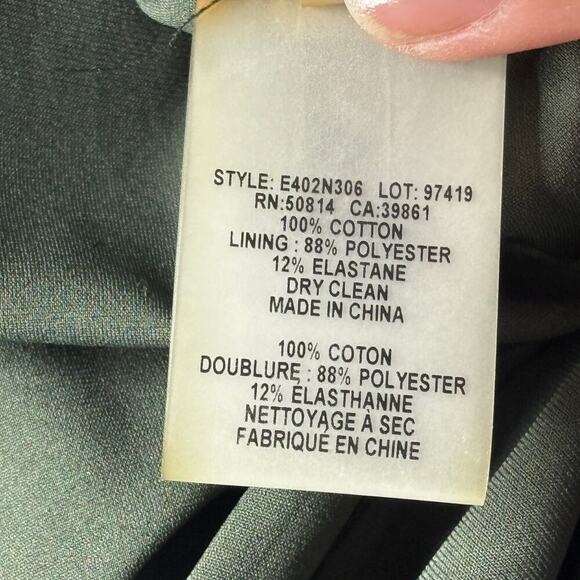 STYLE: E402N306 LOT: 97419
RN:50814 CA:39861
100% COTTON
LINING : 88% POLYESTER
12% ELASTANE
DRY CLEAN
MADE IN CHINA
100% COTON
DOUBLURE : 88% POLYESTER
12% ÉLASTHANNE
NETTOYAGE À SEC
FABRIQUÉ EN CHINE